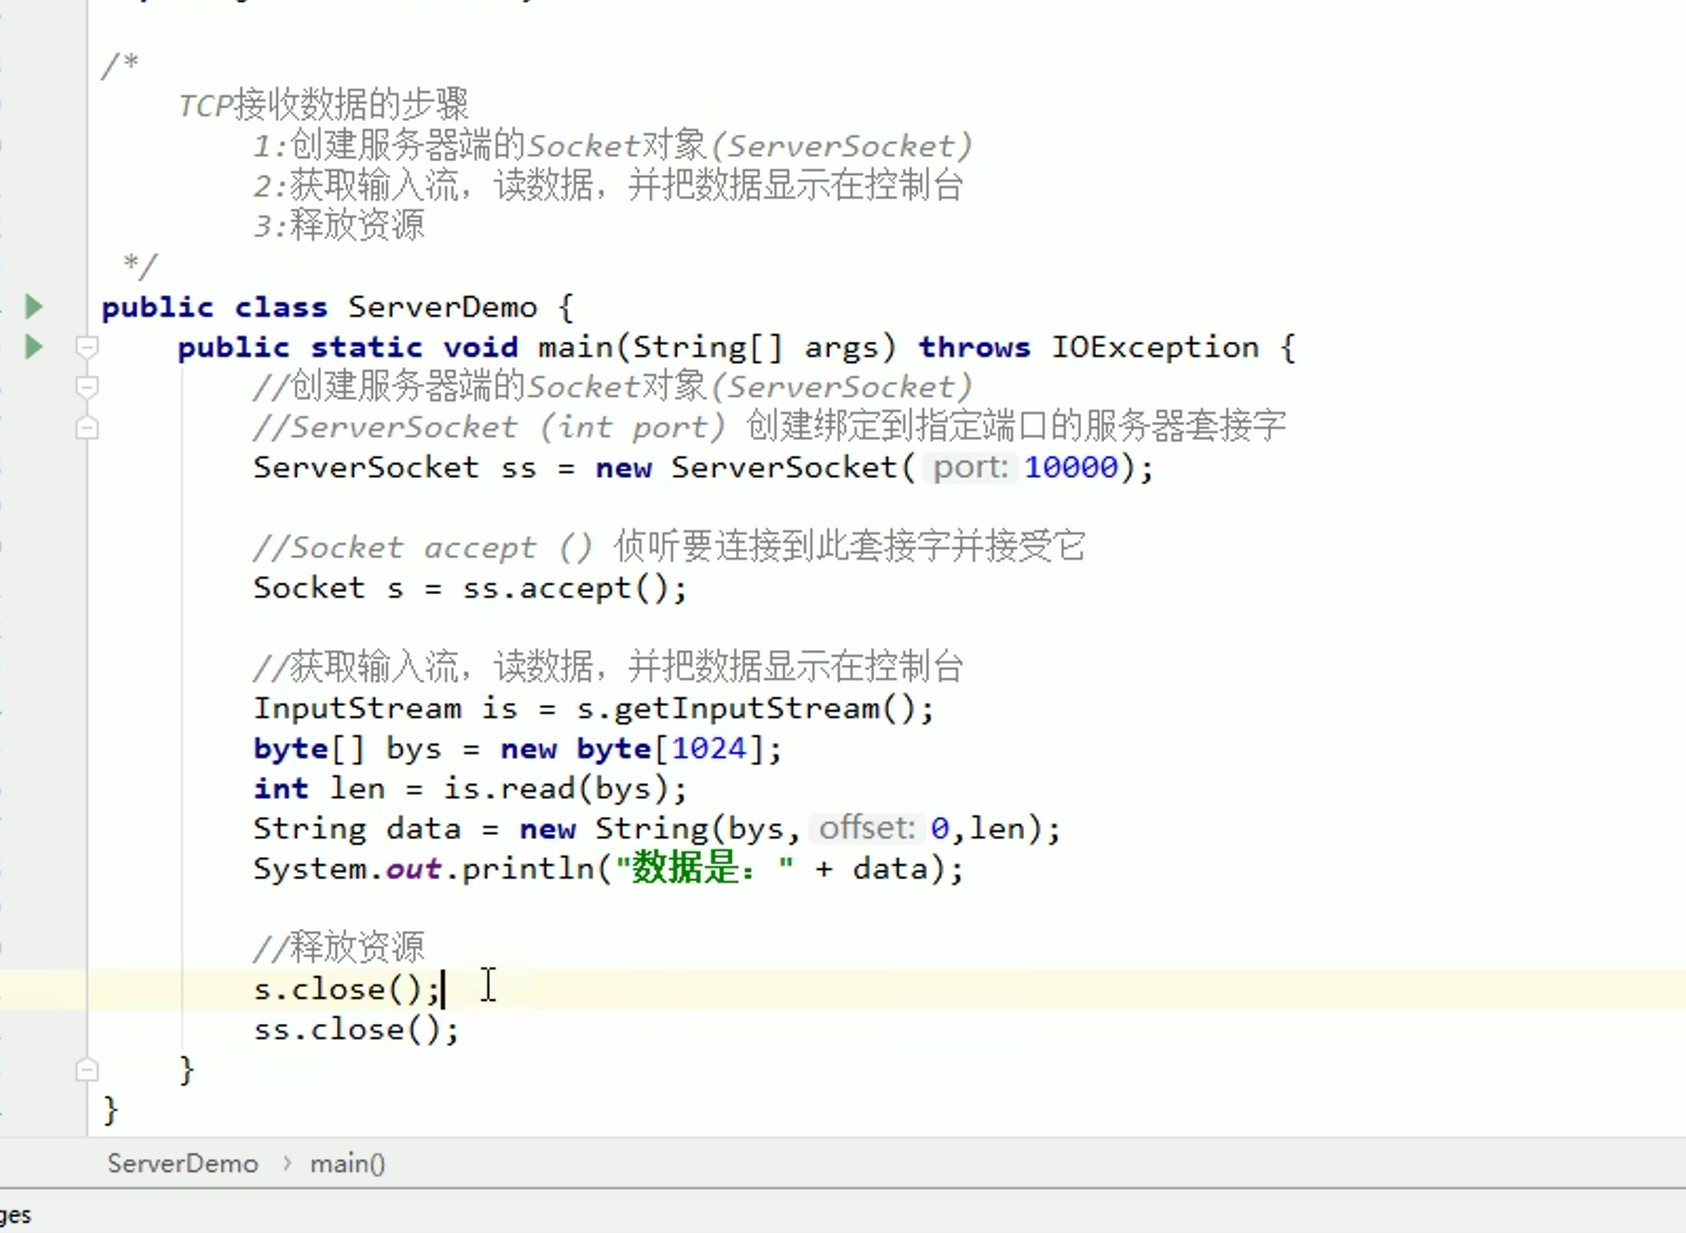 /*
TCP接收数据的步骤
1:创建服务器端的Socket对象(ServerSocket)
2:获取输入流，读数据，并把数据显示在控制台
3:释放资源
*/
public class ServerDemo {
public static void main(String[] args) throws IOException {
//创建服务器端的Socket对象(ServerSocket)
//ServerSocket (int port) 创建绑定到指定端口的服务器套接字
ServerSocket ss = new ServerSocket( port: 10000);
//Socket accept () 侦听要连接到此套接字并接受它
Socket s = ss.accept();
//获取输入流，读数据，并把数据显示在控制台
InputStream is = s.getInputStream();
byte[] bys = new byte[1024];
int len = is.read(bys);
String data = new String(bys, offset: 0,len);
System.out.println("数据是：" + data);
//释放资源
s.close();
ss.close();
}
}
ServerDemo › main()